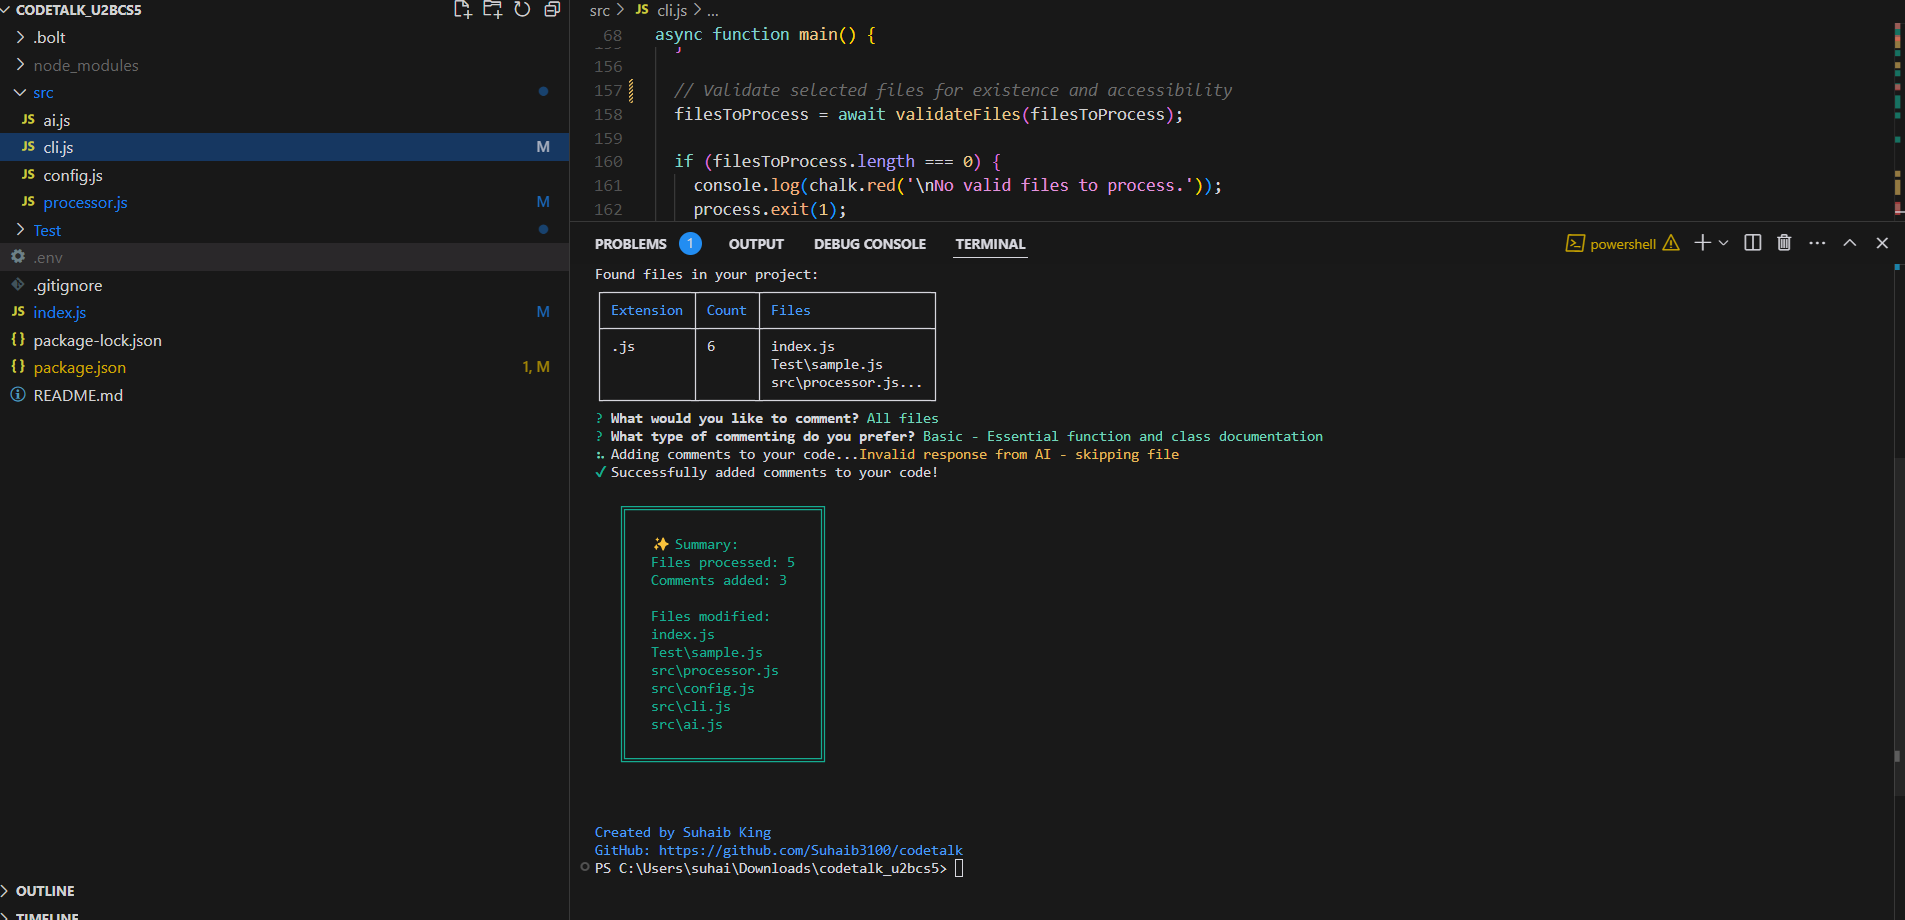 CODETALK_U2BCS5
.bolt
node_modules
src
JS ai.js
JS cli.js M
JS config.js
JS processor.js M
Test
.env
.gitignore
JS index.js M
{} package-lock.json
{} package.json 1, M
README.md
OUTLINE
TIMELINE
src > JS cli.js > ...
68 async function main() {
156
157 // Validate selected files for existence and accessibility
158 filesToProcess = await validateFiles(filesToProcess);
159
160 if (filesToProcess.length === 0) {
161 console.log(chalk.red('\nNo valid files to process.'));
162 process.exit(1);
PROBLEMS 1 OUTPUT DEBUG CONSOLE TERMINAL powershell
Found files in your project:
Extension Count Files
.js 6 index.js
Test\sample.js
src\processor.js...
? What would you like to comment? All files
? What type of commenting do you prefer? Basic - Essential function and class documentation
Adding comments to your code...Invalid response from AI - skipping file
✓ Successfully added comments to your code!
✨ Summary:
Files processed: 5
Comments added: 3
Files modified:
index.js
Test\sample.js
src\processor.js
src\config.js
src\cli.js
src\ai.js
Created by Suhaib King
GitHub: https://github.com/Suhaib3100/codetalk
PS C:\Users\suhai\Downloads\codetalk_u2bcs5>